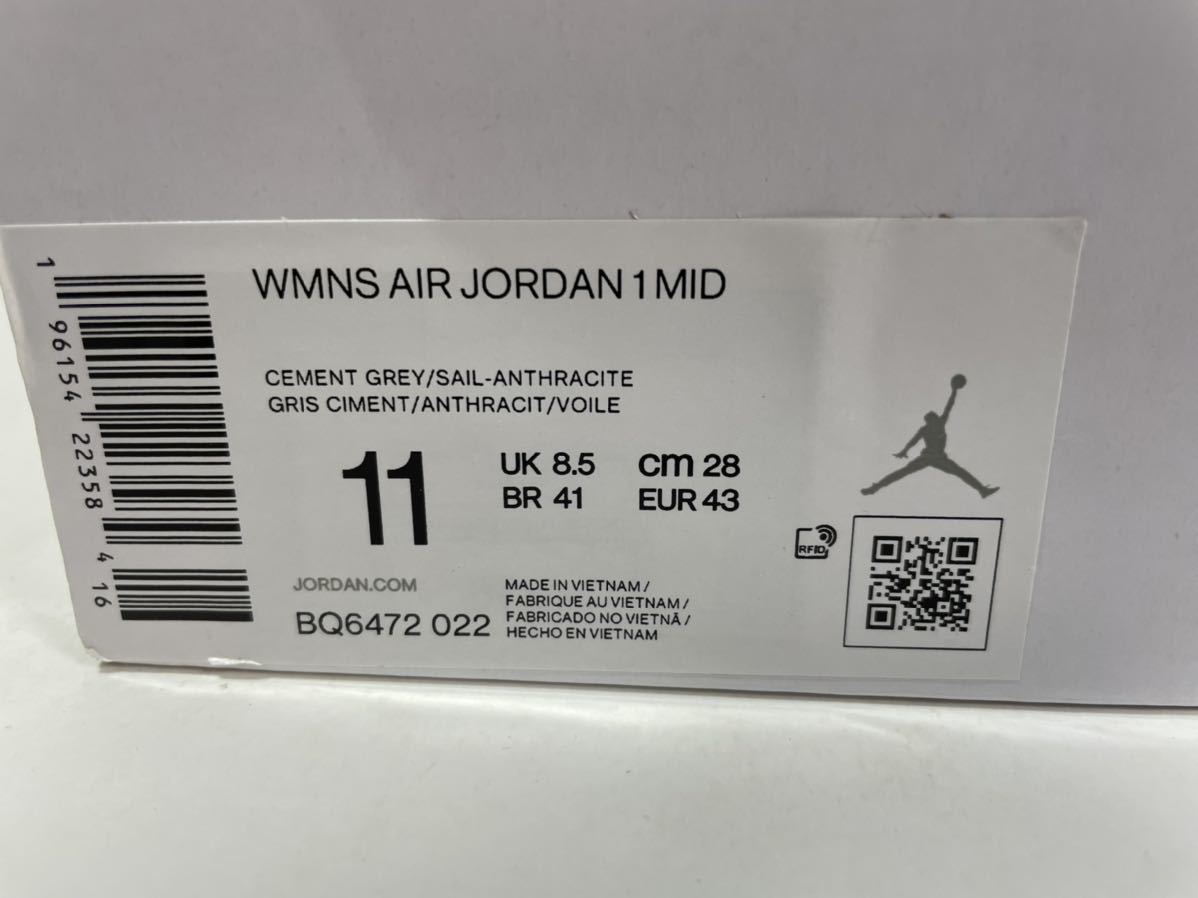 WMNS AIR JORDAN 1 MID
CEMENT GREY/SAIL-ANTHRACITE
GRIS CIMENT/ANTHRACIT/VOILE
11
UK 8.5 cm 28
BR 41 EUR 43
RFID
JORDAN.COM
BQ6472 022
MADE IN VIETNAM /
FABRIQUE AU VIETNAM /
FABRICADO NO VIETNÃ /
HECHO EN VIETNAM
1 96154 22358 4 16